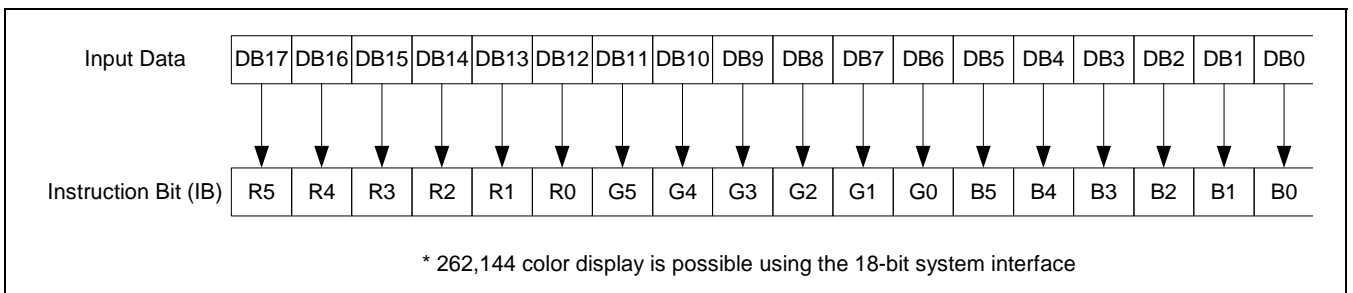 Input Data DB17 DB16 DB15 DB14 DB13 DB12 DB11 DB10 DB9 DB8 DB7 DB6 DB5 DB4 DB3 DB2 DB1 DB0
Instruction Bit (IB) R5 R4 R3 R2 R1 R0 G5 G4 G3 G2 G1 G0 B5 B4 B3 B2 B1 B0
* 262,144 color display is possible using the 18-bit system interface